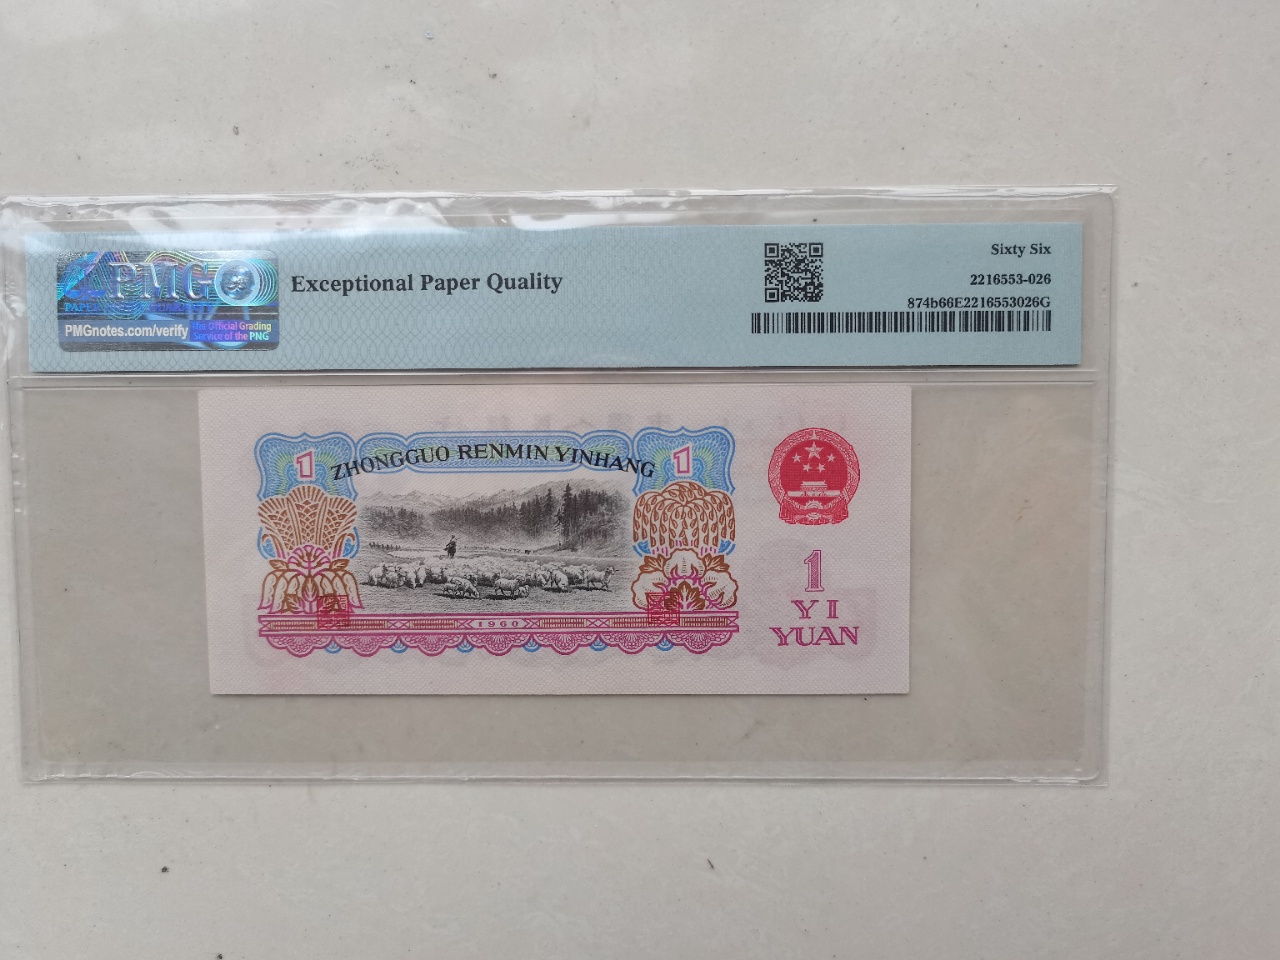 PMG
PMGnotes.com/verify
the Official Grading
Service of the PNG
Exceptional Paper Quality
Sixty Six
2216553-026
874b66E2216553026G
1
ZHONGGUO RENMIN YINHANG
1
1960
1
YI
YUAN